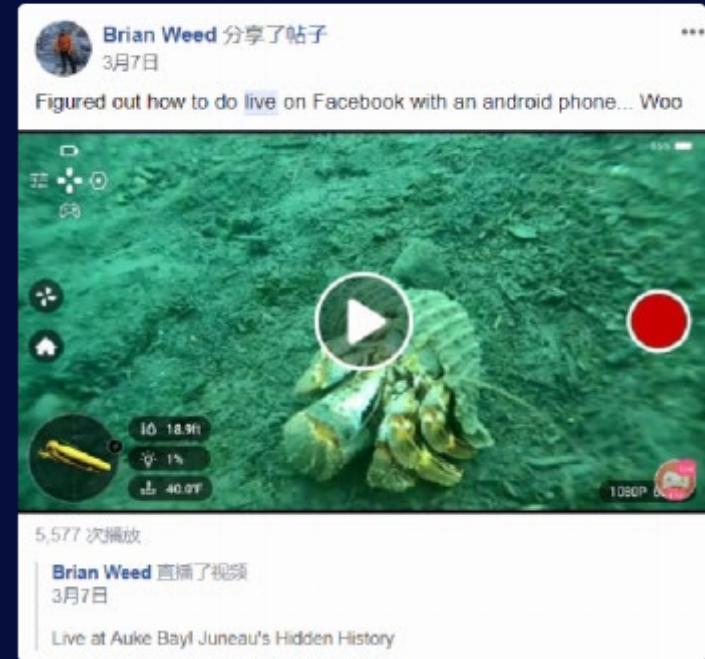 Brian Weed 分享了帖子
3月7日
Figured out how to do live on Facebook with an android phone... Woo
18.9ft
1%
40.0°F
1080P
5,577 次播放
Brian Weed 直播了视频
3月7日
Live at Auke Bay! Juneau's Hidden History